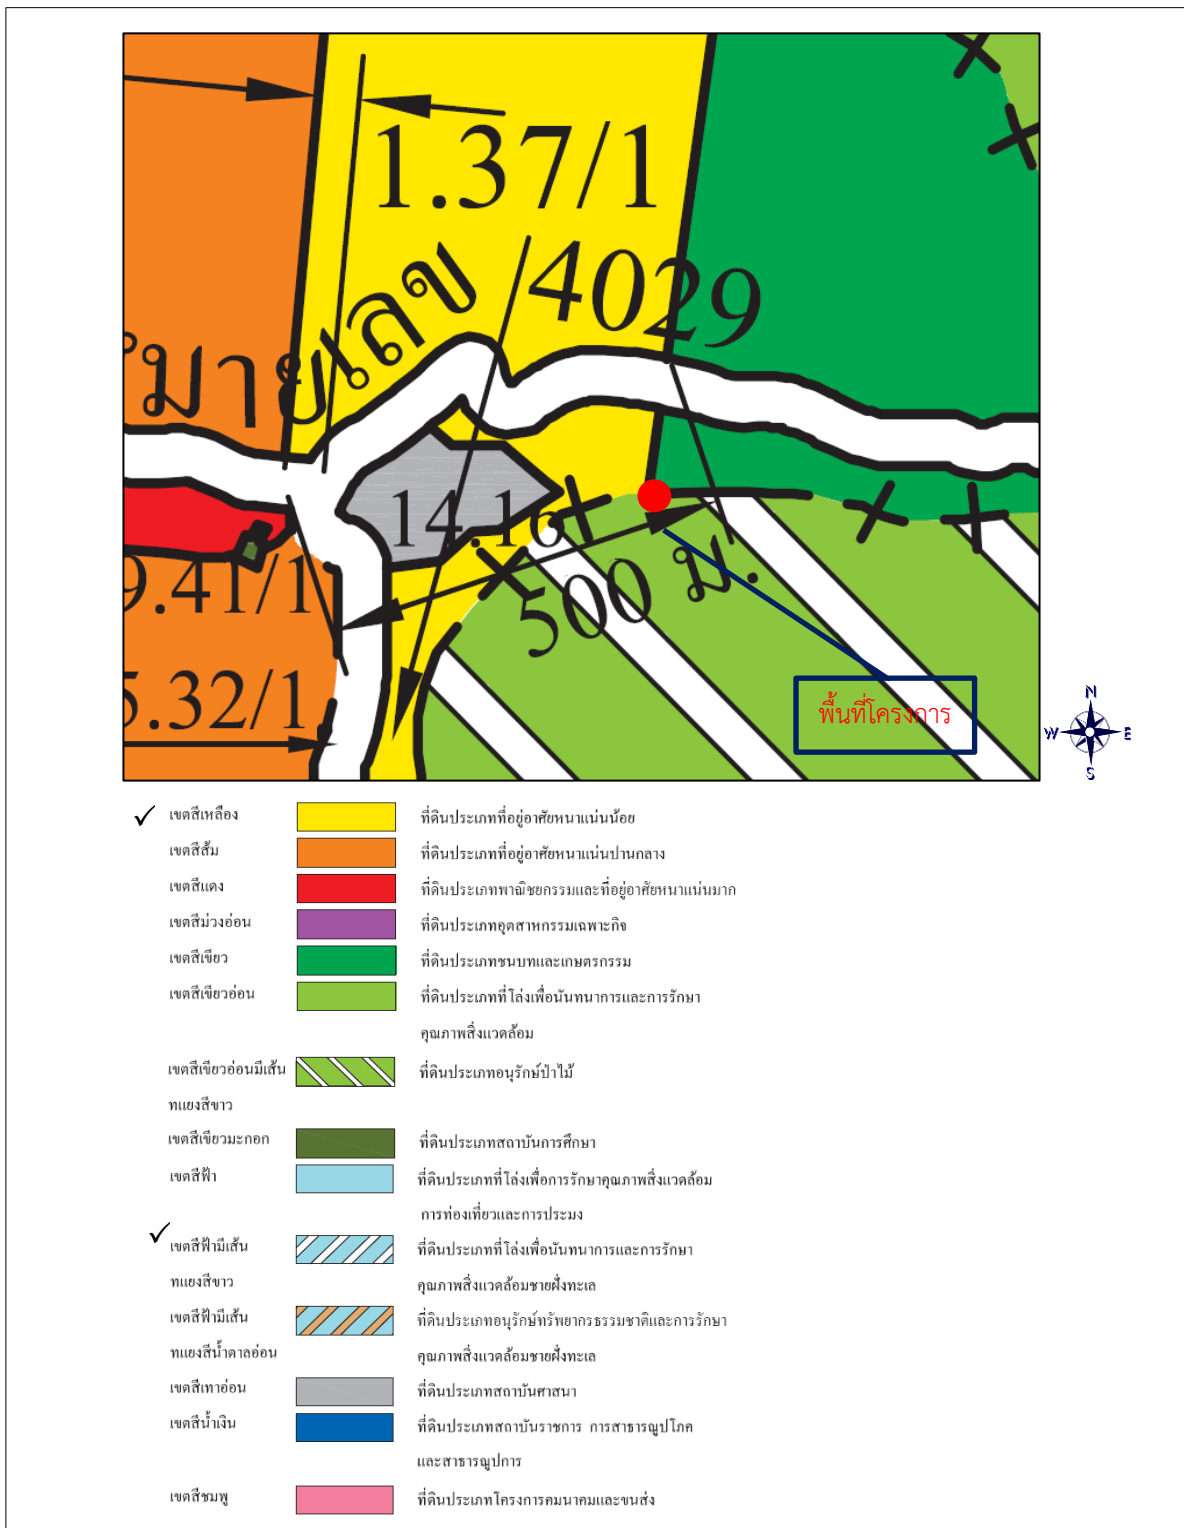 1.37/1
หมายเลข 4029
14.16
500 ม.
9.41/1
5.32/1.
พื้นที่โครงการ
N
W E
S
✓ เขตสีเหลือง ที่ดินประเภทที่อยู่อาศัยหนาแน่นน้อย
เขตสีส้ม ที่ดินประเภทที่อยู่อาศัยหนาแน่นปานกลาง
เขตสีแดง ที่ดินประเภทพาณิชยกรรมและที่อยู่อาศัยหนาแน่นมาก
เขตสีม่วงอ่อน ที่ดินประเภทอุตสาหกรรมเฉพาะกิจ
เขตสีเขียว ที่ดินประเภทชนบทและเกษตรกรรม
เขตสีเขียวอ่อน ที่ดินประเภทที่โล่งเพื่อนันทนาการและการรักษา
คุณภาพสิ่งแวดล้อม
เขตสีเขียวอ่อนมีเส้น ที่ดินประเภทอนุรักษ์ป่าไม้
ทแยงสีขาว
เขตสีเขียวมะกอก ที่ดินประเภทสถาบันการศึกษา
เขตสีฟ้า ที่ดินประเภทที่โล่งเพื่อการรักษาคุณภาพสิ่งแวดล้อม
การท่องเที่ยวและการประมง
✓ เขตสีฟ้ามีเส้น ที่ดินประเภทที่โล่งเพื่อนันทนาการและการรักษา
ทแยงสีขาว คุณภาพสิ่งแวดล้อมชายฝั่งทะเล
เขตสีฟ้ามีเส้น ที่ดินประเภทอนุรักษ์ทรัพยากรธรรมชาติและการรักษา
ทแยงสีน้ำตาลอ่อน คุณภาพสิ่งแวดล้อมชายฝั่งทะเล
เขตสีเทาอ่อน ที่ดินประเภทสถาบันศาสนา
เขตสีน้ำเงิน ที่ดินประเภทสถาบันราชการ การสาธารณูปโภค
และสาธารณูปการ
เขตสีชมพู ที่ดินประเภทโครงการคมนาคมและขนส่ง